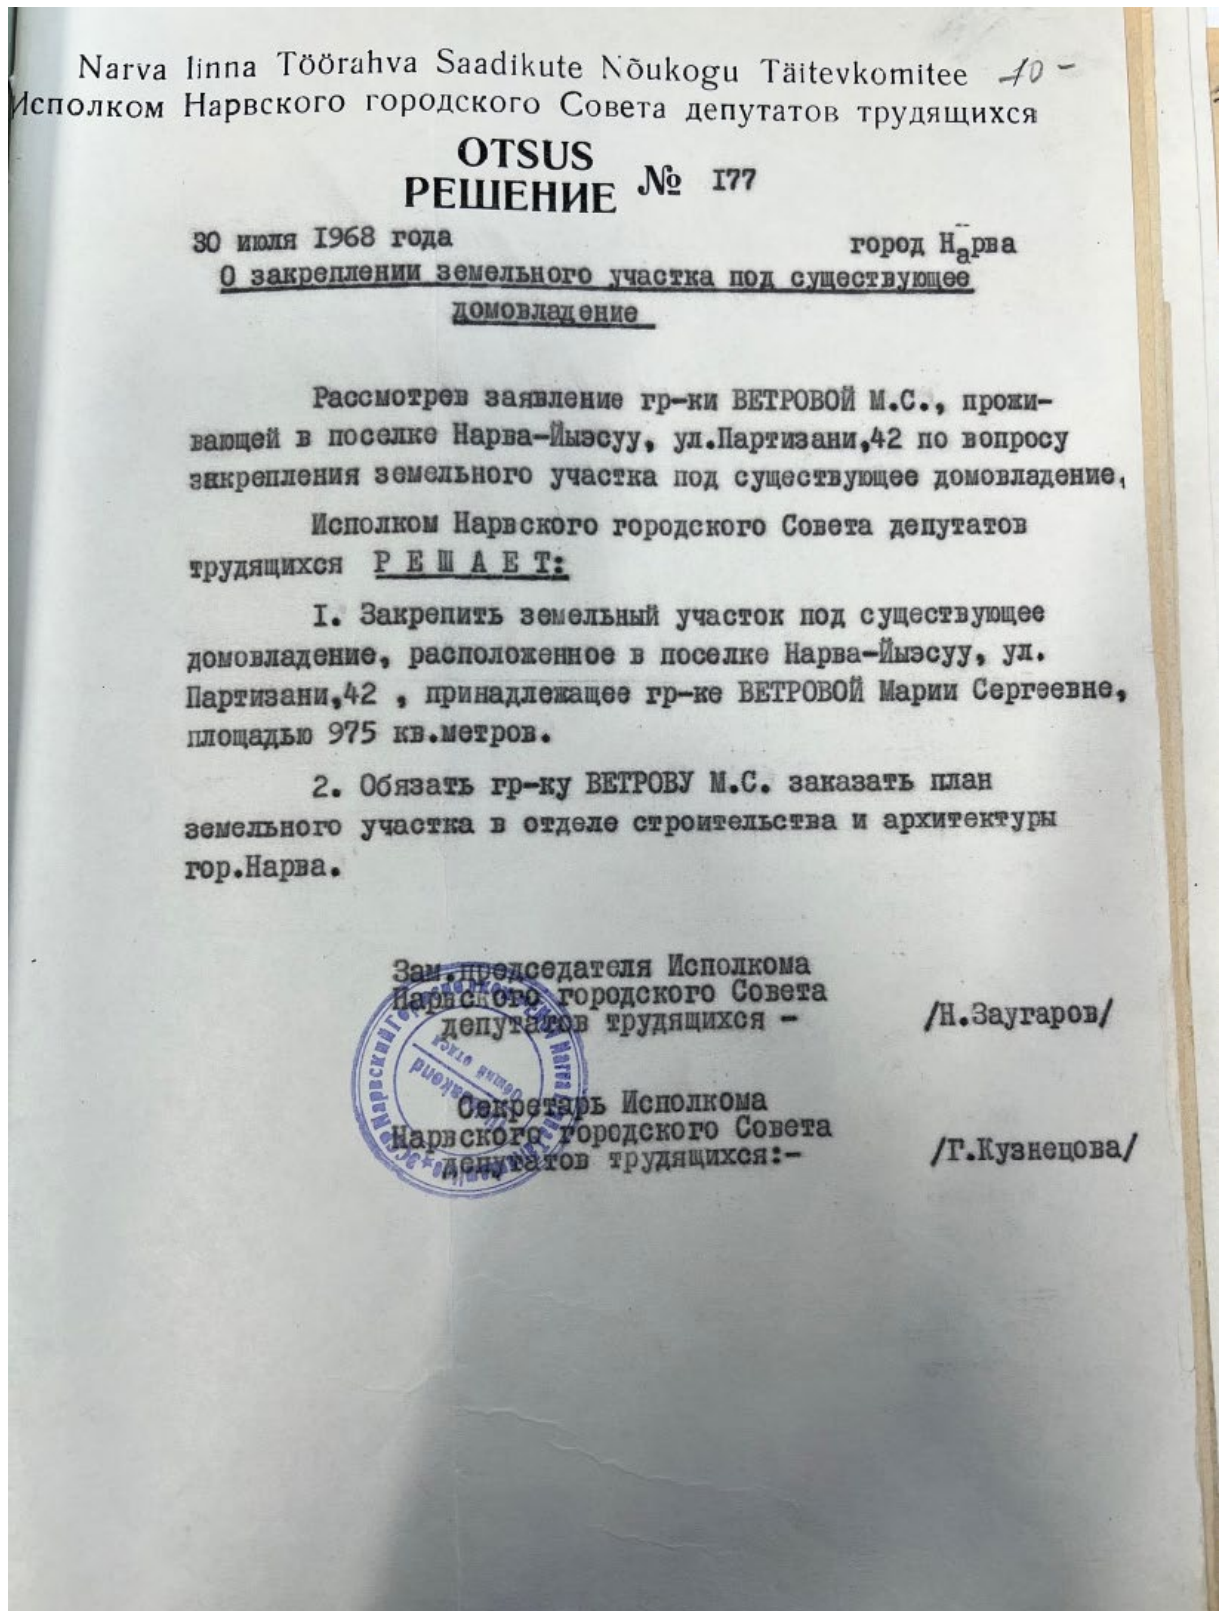 Narva linna Töörahva Saadikute Nõukogu Täitevkomitee 10 -
Исполком Нарвского городского Совета депутатов трудящихся
OTSUS
РЕШЕНИЕ № I77
30 июля I968 года город Нарва
О закреплении земельного участка под существующее
домовладение
Рассмотрев заявление гр-ки ВЕТРОВОЙ М.С., прожи-
вающей в поселке Нарва-Йыэсуу, ул.Партизани,42 по вопросу
закрепления земельного участка под существующее домовладение,
Исполком Нарвского городского Совета депутатов
трудящихся Р Е Ш А Е Т:
I. Закрепить земельный участок под существующее
домовладение, расположенное в поселке Нарва-Йыэсуу, ул.
Партизани,42 , принадлежащее гр-ке ВЕТРОВОЙ Марии Сергеевне,
площадью 975 кв.метров.
2. Обязать гр-ку ВЕТРОВУ М.С. заказать план
земельного участка в отделе строительства и архитектуры
гор.Нарва.
Зам.председателя Исполкома
Нарвского городского Совета
депутатов трудящихся - /Н.Заугаров/
Секретарь Исполкома
Нарвского городского Совета
депутатов трудящихся:- /Г.Кузнецова/
Общий отдел